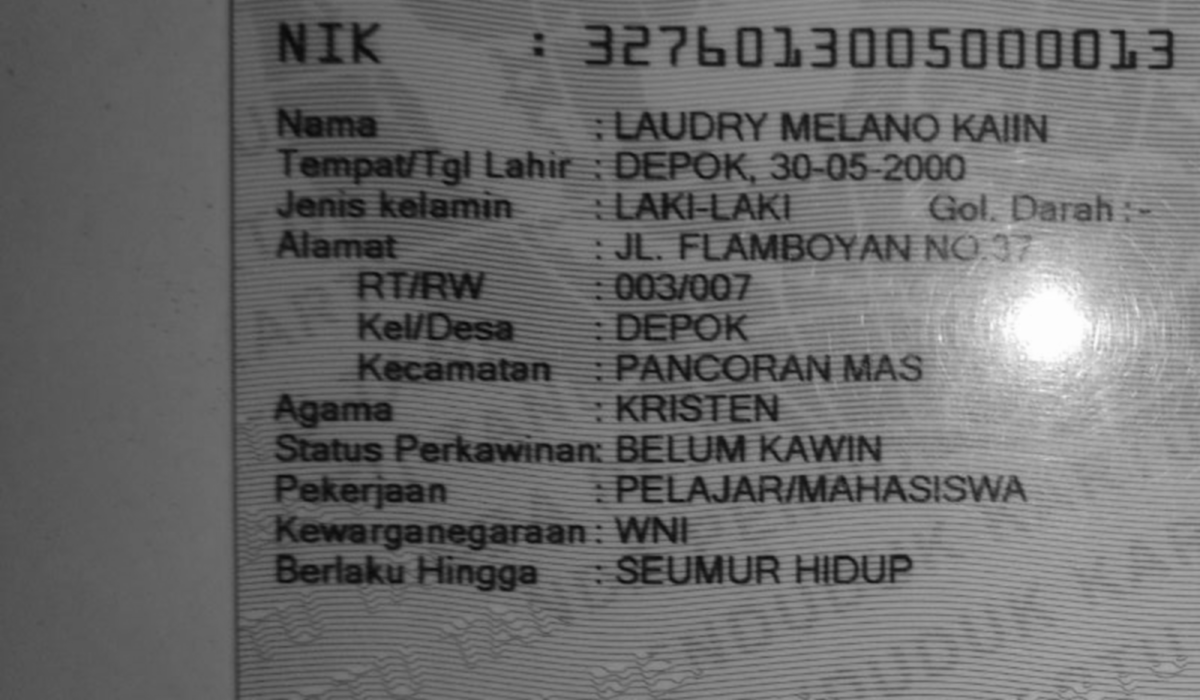 NIK : 3276013005000013
Nama : LAUDRY MELANO KAIIN
Tempat/Tgl Lahir : DEPOK, 30-05-2000
Jenis kelamin : LAKI-LAKI Gol. Darah : -
Alamat : JL. FLAMBOYAN NO.37
RT/RW : 003/007
Kel/Desa : DEPOK
Kecamatan : PANCORAN MAS
Agama : KRISTEN
Status Perkawinan: BELUM KAWIN
Pekerjaan : PELAJAR/MAHASISWA
Kewarganegaraan : WNI
Berlaku Hingga : SEUMUR HIDUP